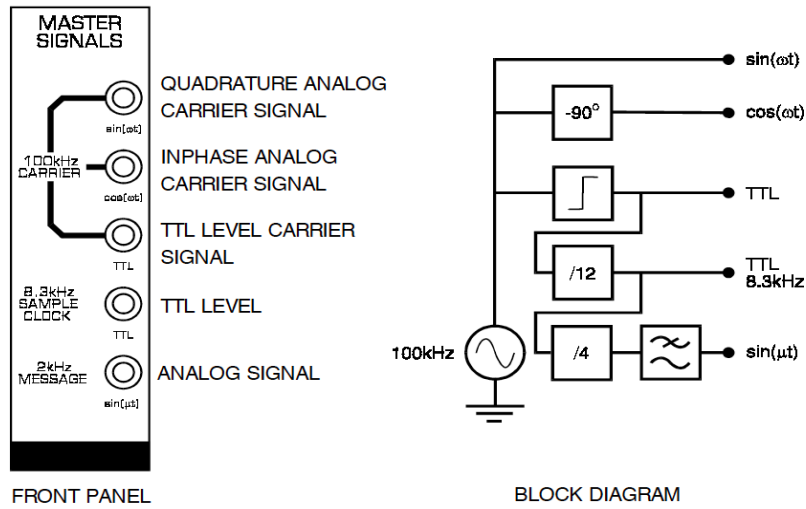 MASTER
SIGNALS
QUADRATURE ANALOG
CARRIER SIGNAL
sin(ωt)
100kHz
CARRIER
INPHASE ANALOG
CARRIER SIGNAL
cos(ωt)
TTL LEVEL CARRIER
SIGNAL
TTL
8.3kHz
SAMPLE
CLOCK
TTL LEVEL
TTL
2kHz
MESSAGE
ANALOG SIGNAL
sin(μt)
FRONT PANEL
sin(ωt)
-90°
cos(ωt)
TTL
/12
TTL
8.3kHz
100kHz
/4
sin(μt)
BLOCK DIAGRAM